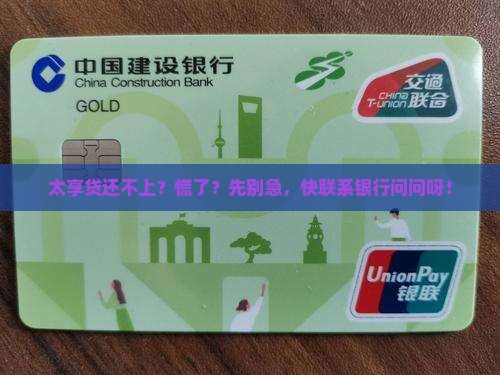 中国建设银行
China Construction Bank
GOLD
交通
联合
CHINA
T-UNION
太享贷还不上？慌了？先别急，快联系银行问问呀！
UnionPay
银联